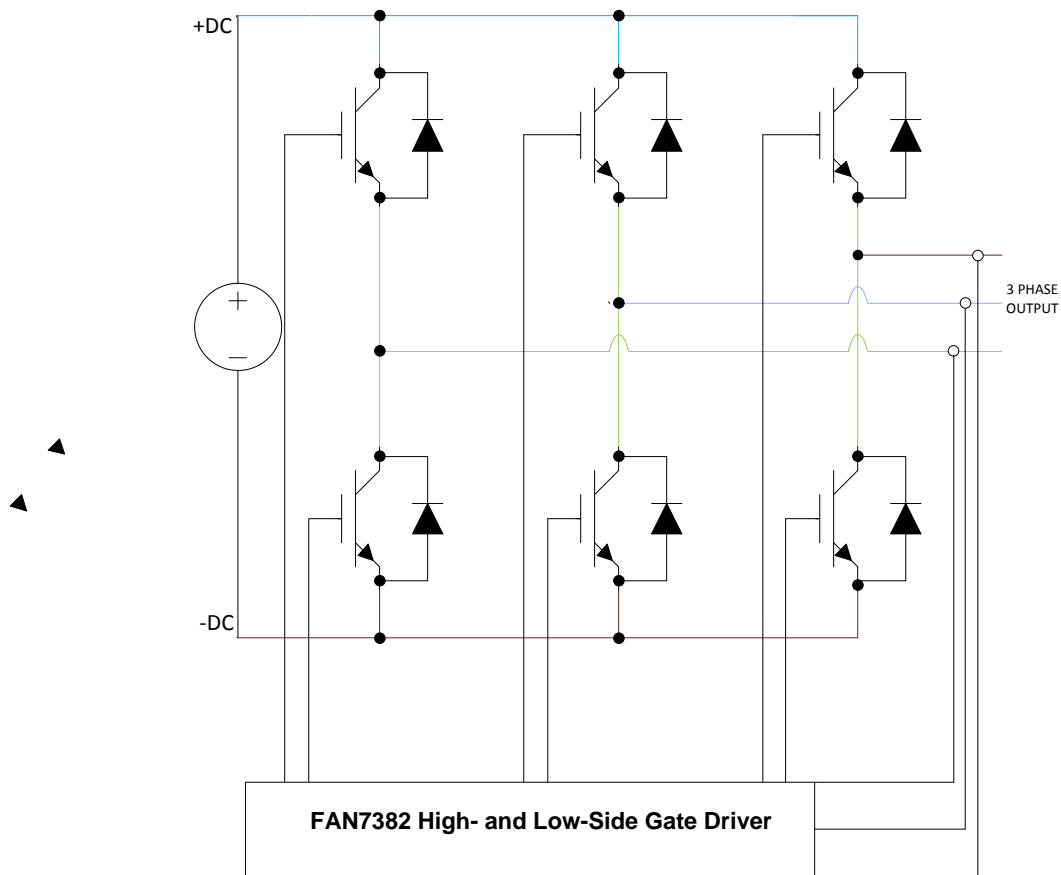 +DC
3 PHASE
OUTPUT
-DC
FAN7382 High- and Low-Side Gate Driver